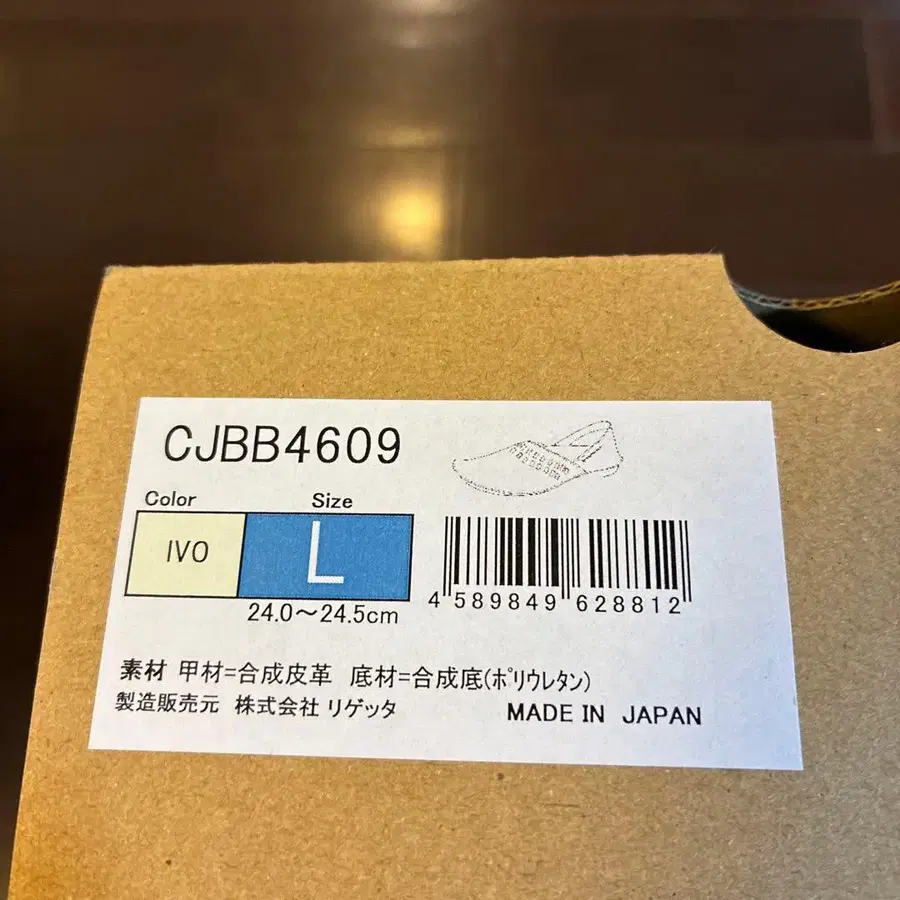 CJBB4609
Color Size
IVO L
24.0～24.5cm
4 589849 628812
素材 甲材=合成皮革 底材=合成底(ﾎﾟﾘｳﾚﾀﾝ)
製造販売元 株式会社 リゲッタ MADE IN JAPAN